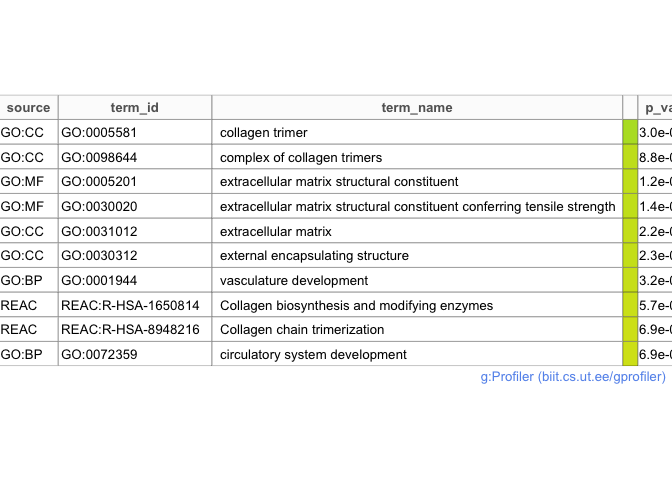 source term_id term_name p_va
GO:CC GO:0005581 collagen trimer 3.0e-0
GO:CC GO:0098644 complex of collagen trimers 8.8e-0
GO:MF GO:0005201 extracellular matrix structural constituent 1.2e-0
GO:MF GO:0030020 extracellular matrix structural constituent conferring tensile strength 1.4e-0
GO:CC GO:0031012 extracellular matrix 2.2e-0
GO:CC GO:0030312 external encapsulating structure 2.3e-0
GO:BP GO:0001944 vasculature development 3.2e-0
REAC REAC:R-HSA-1650814 Collagen biosynthesis and modifying enzymes 5.7e-0
REAC REAC:R-HSA-8948216 Collagen chain trimerization 6.9e-0
GO:BP GO:0072359 circulatory system development 6.9e-0
g:Profiler (biit.cs.ut.ee/gprofiler)